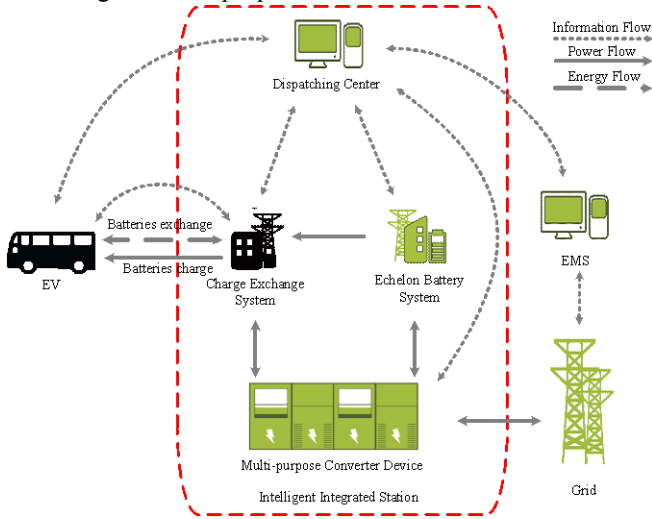 Information Flow
Power Flow
Energy Flow
Dispatching Center
Batteries exchange
Batteries charge
EV
Charge Exchange
System
Echelon Battery
System
EMS
Multi-purpose Converter Device
Intelligent Integrated Station
Grid